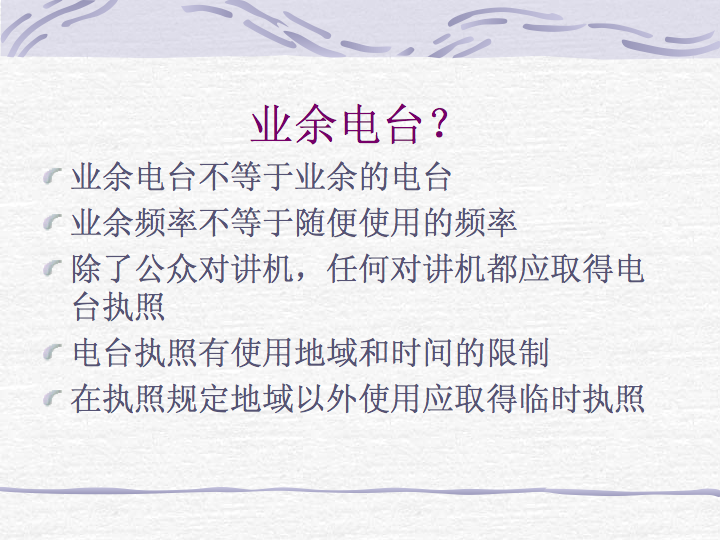 业余电台？
业余电台不等于业余的电台
业余频率不等于随便使用的频率
除了公众对讲机，任何对讲机都应取得电
台执照
电台执照有使用地域和时间的限制
在执照规定地域以外使用应取得临时执照